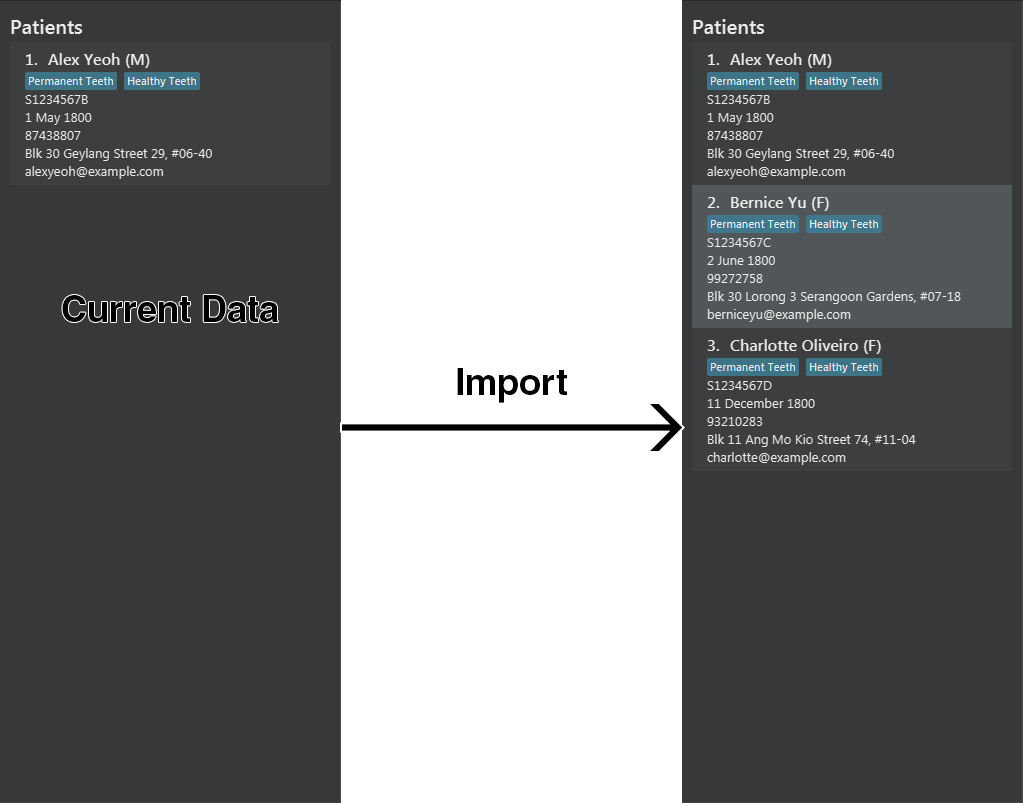 Patients
1. Alex Yeoh (M)
Permanent Teeth Healthy Teeth
S1234567B
1 May 1800
87438807
Blk 30 Geylang Street 29, #06-40
alexyeoh@example.com
Current Data
Import
Patients
1. Alex Yeoh (M)
Permanent Teeth Healthy Teeth
S1234567B
1 May 1800
87438807
Blk 30 Geylang Street 29, #06-40
alexyeoh@example.com
2. Bernice Yu (F)
Permanent Teeth Healthy Teeth
S1234567C
2 June 1800
99272758
Blk 30 Lorong 3 Serangoon Gardens, #07-18
berniceyu@example.com
3. Charlotte Oliveiro (F)
Permanent Teeth Healthy Teeth
S1234567D
11 December 1800
93210283
Blk 11 Ang Mo Kio Street 74, #11-04
charlotte@example.com